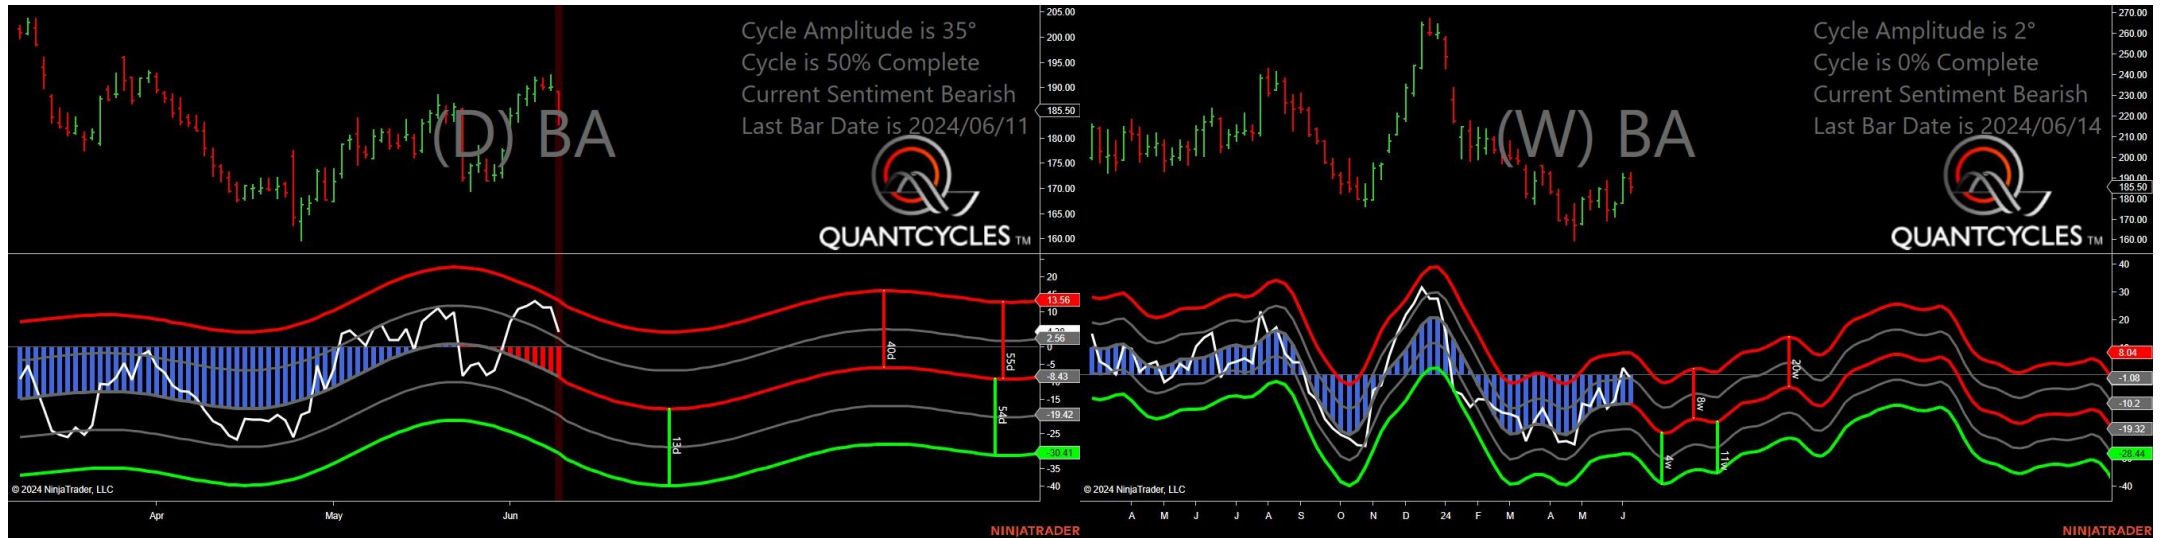 Cycle Amplitude is 35°
Cycle is 50% Complete
Current Sentiment Bearish
Last Bar Date is 2024/06/11
(D) BA
QUANTCYCLES TM
205.00
200.00
195.00
190.00
185.50
180.00
175.00
170.00
165.00
160.00
20
13.56
10
2.56
0
-5
-8.43
-15
-19.42
-25
-30.41
-35
-40
13d
40d
55d
54d
© 2024 NinjaTrader, LLC
Apr May Jun
NINJATRADER
Cycle Amplitude is 2°
Cycle is 0% Complete
Current Sentiment Bearish
Last Bar Date is 2024/06/14
(W) BA
QUANTCYCLES TM
270.00
260.00
250.00
240.00
230.00
220.00
210.00
200.00
190.00
185.50
180.00
170.00
160.00
40
30
20
8.04
-1.08
-10.2
-19.32
-28.44
-40
4w
8w
11w
20w
© 2024 NinjaTrader, LLC
A M J J A S O N D 24 F M A M J
NINJATRADER